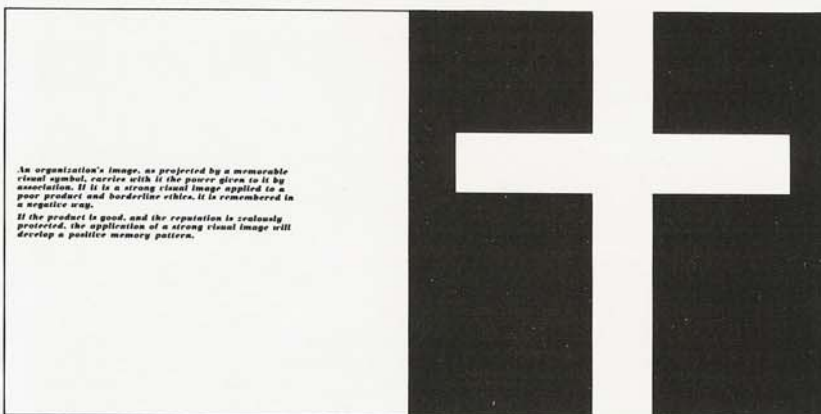 An organization's image, as projected by a memorable
visual symbol, carries with it the power given to it by
association. If it is a strong visual image applied to a
poor product and borderline ethics, it is remembered in
a negative way.
If the product is good, and the reputation is zealously
protected, the application of a strong visual image will
develop a positive memory pattern.